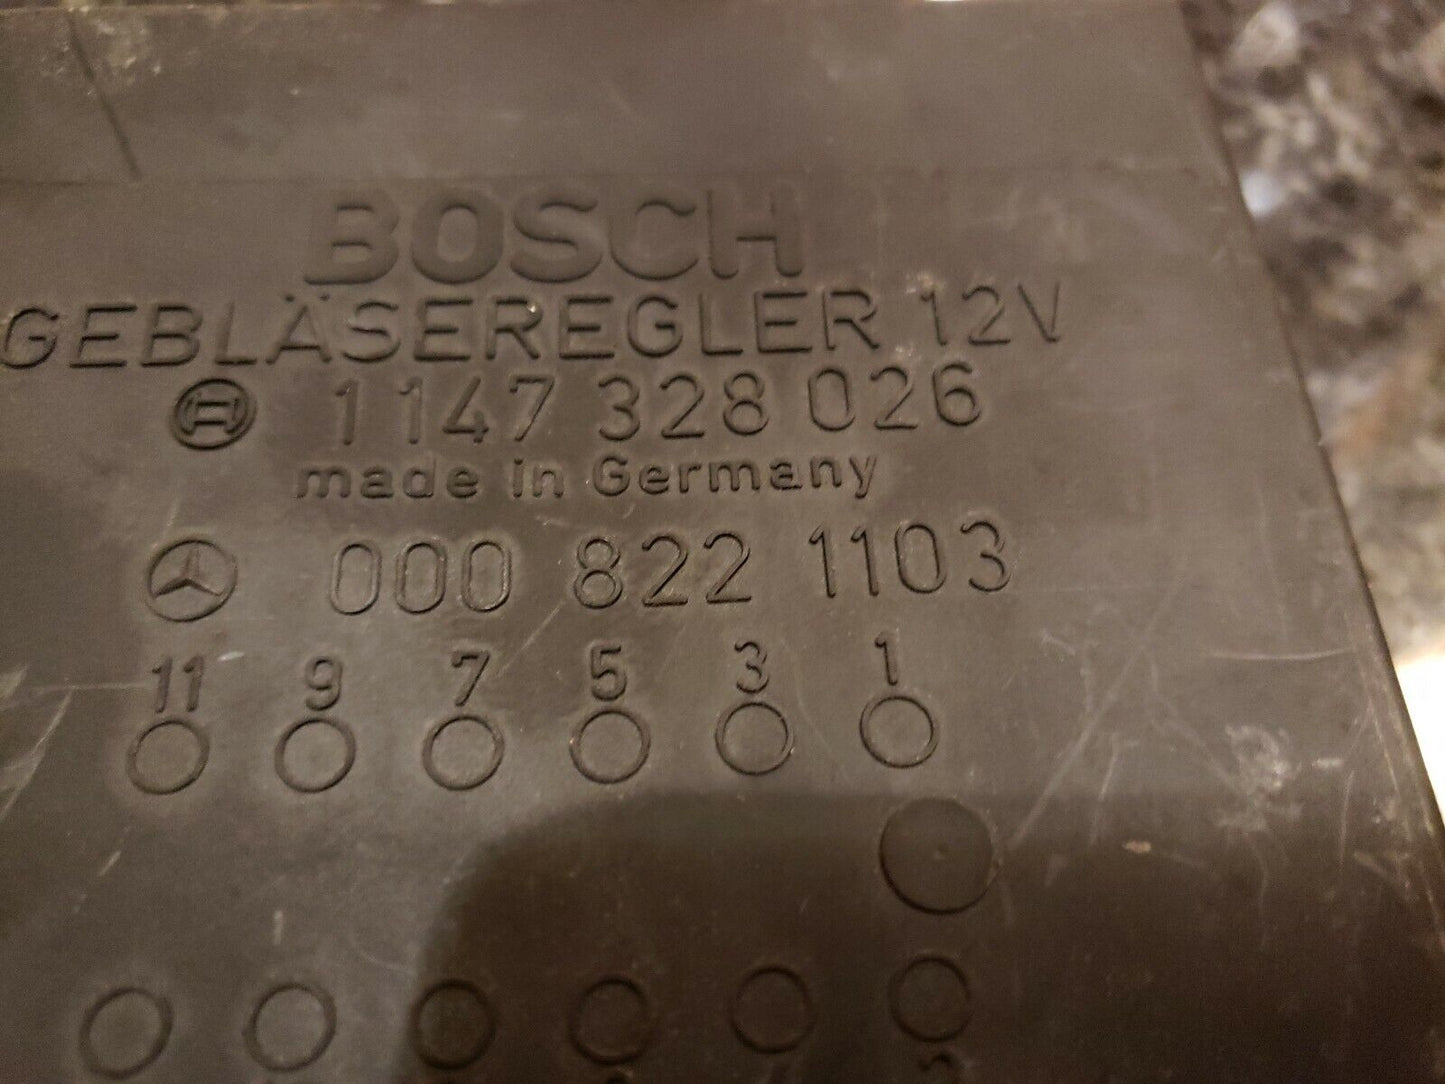 BOSCH
GEBLÄSEREGLER 12V
1 147 328 026
made in Germany
000 822 1103
11 9 7 5 3 1